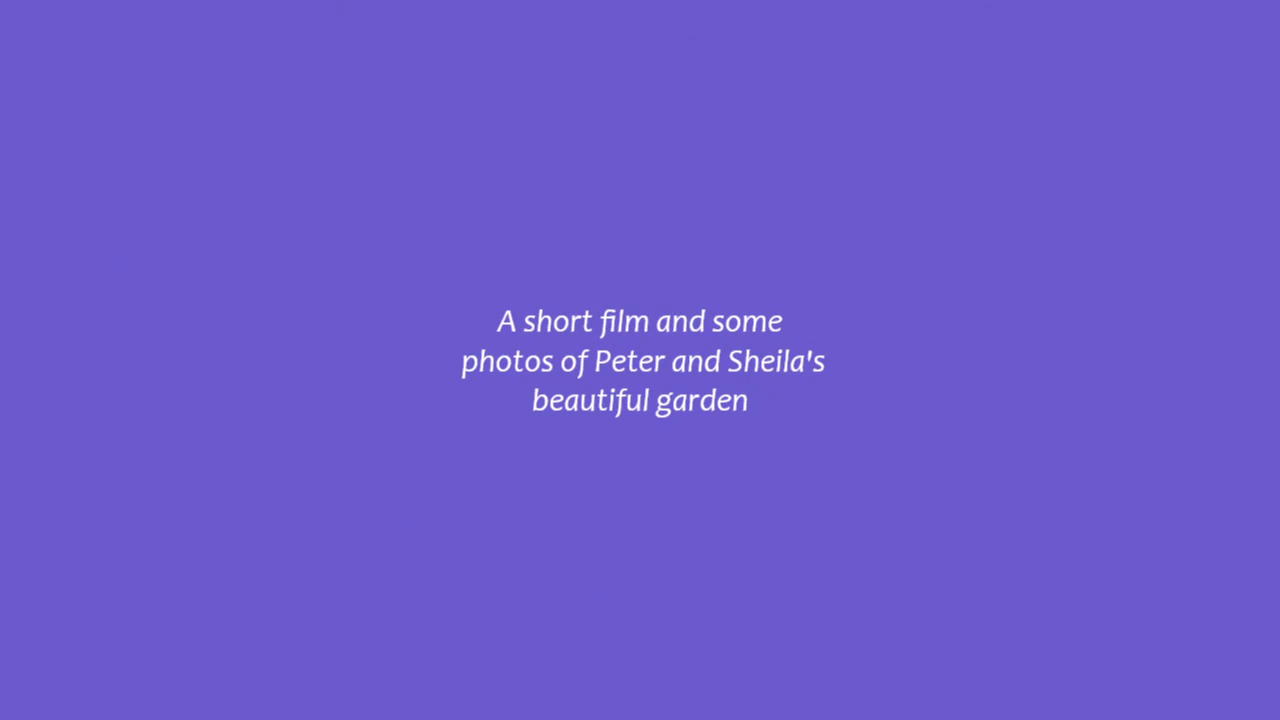 A short film and some
photos of Peter and Sheila's
beautiful garden